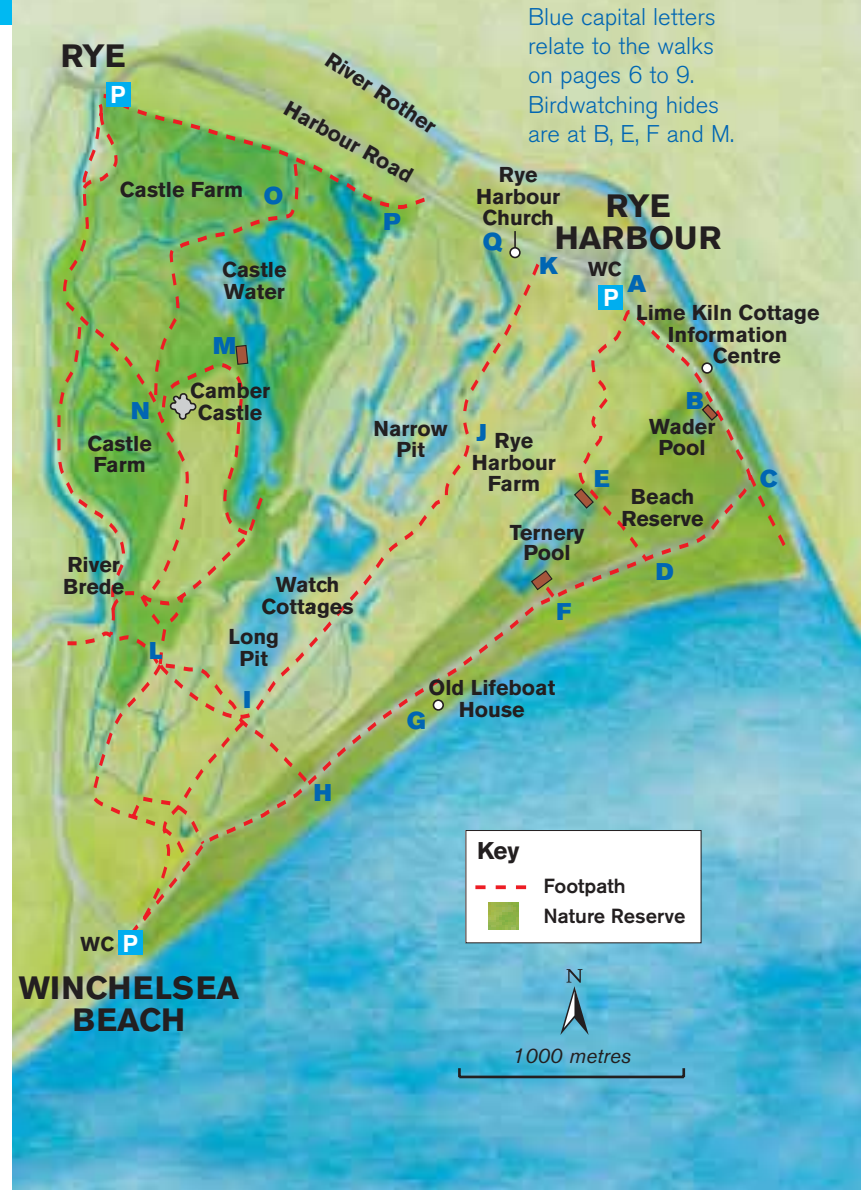 Blue capital letters
relate to the walks
on pages 6 to 9.
Birdwatching hides
are at B, E, F and M.
RYE
P
River Rother
Harbour Road
Castle Farm
O
P
Rye
Harbour
Church
Q
K
RYE
HARBOUR
WC
P
A
Lime Kiln Cottage
Information
Centre
Castle
Water
M
Camber
Castle
N
Castle
Farm
B
Wader
Pool
Narrow
Pit
J
Rye
Harbour
Farm
E
C
Beach
Reserve
Ternery
Pool
D
F
River
Brede
Watch
Cottages
Long
Pit
L
I
Old Lifeboat
House
G
H
Key
Footpath
Nature Reserve
WC
P
WINCHELSEA
BEACH
N
1000 metres